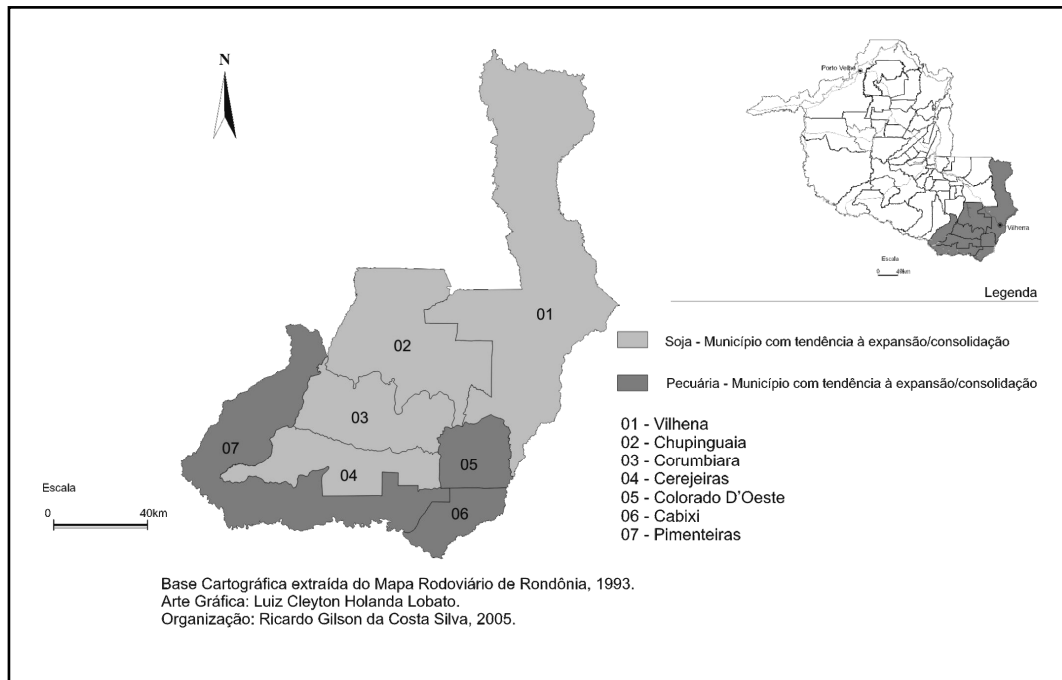 N
Porto Velho
Vilhena
Escala
0 40km
Legenda
Soja - Município com tendência à expansão/consolidação
Pecuária - Município com tendência à expansão/consolidação
01 - Vilhena
02 - Chupinguaia
03 - Corumbiara
04 - Cerejeiras
05 - Colorado D'Oeste
06 - Cabixi
07 - Pimenteiras
01
02
03
07
04
05
06
Escala
0 40km
Base Cartográfica extraída do Mapa Rodoviário de Rondônia, 1993.
Arte Gráfica: Luiz Cleyton Holanda Lobato.
Organização: Ricardo Gilson da Costa Silva, 2005.